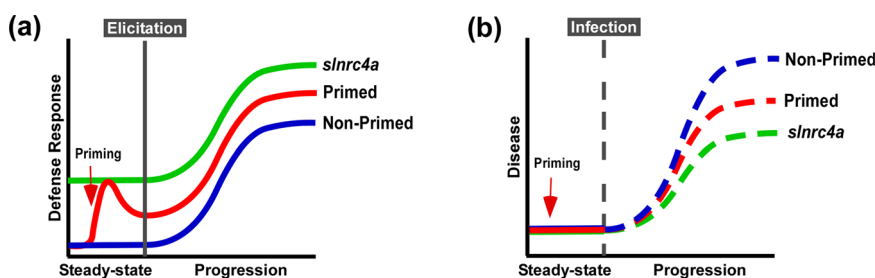 (a)
Elicitation
Defense Response
Priming
slnrc4a
Primed
Non-Primed
Steady-state
Progression
(b)
Infection
Disease
Priming
Non-Primed
Primed
slnrc4a
Steady-state
Progression